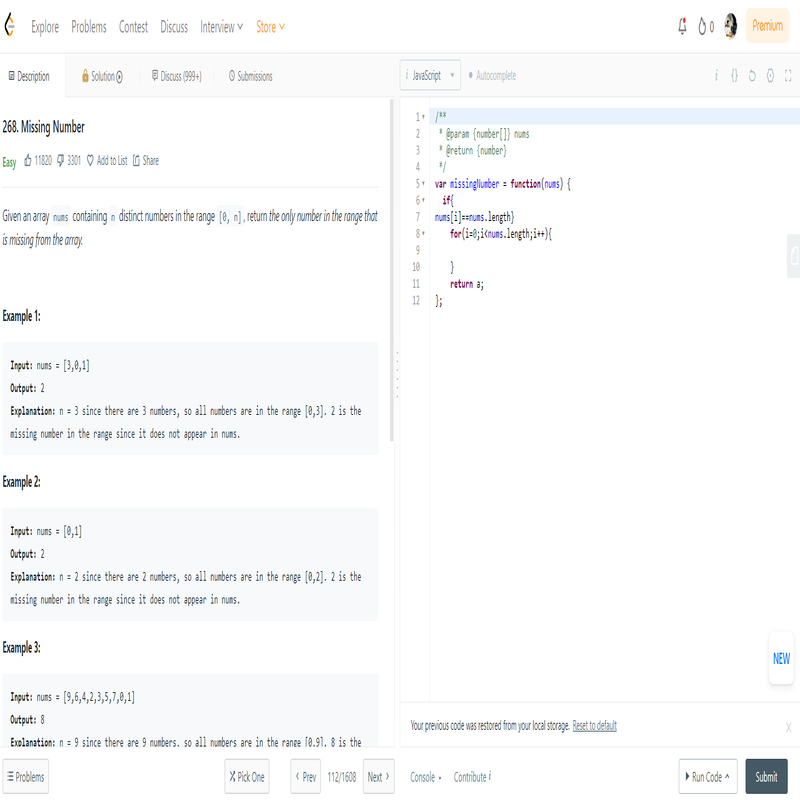 Explore Problems Contest Discuss Interview Store 0 Premium
Description Solution Discuss (999+) Submissions
i JavaScript Autocomplete i {}
268. Missing Number
Easy 11820 3301 Add to List Share
Given an array nums containing n distinct numbers in the range [0, n], return the only number in the range that
is missing from the array.
Example 1:
Input: nums = [3,0,1]
Output: 2
Explanation: n = 3 since there are 3 numbers, so all numbers are in the range [0,3]. 2 is the
missing number in the range since it does not appear in nums.
Example 2:
Input: nums = [0,1]
Output: 2
Explanation: n = 2 since there are 2 numbers, so all numbers are in the range [0,2]. 2 is the
missing number in the range since it does not appear in nums.
Example 3:
Input: nums = [9,6,4,2,3,5,7,0,1]
Output: 8
Explanation: n = 9 since there are 9 numbers, so all numbers are in the range [0,9]. 8 is the
1 /**
2 * @param {number[]} nums
3 * @return {number}
4 */
5 var missingNumber = function(nums) {
6 if{
7 nums[i]==nums.length}
8 for(i=0;i<nums.length;i++){
9
10 }
11 return a;
12 };
NEW
Your previous code was restored from your local storage. Reset to default X
Problems Pick One < Prev 112/1608 Next > Console Contribute i Run Code Submit